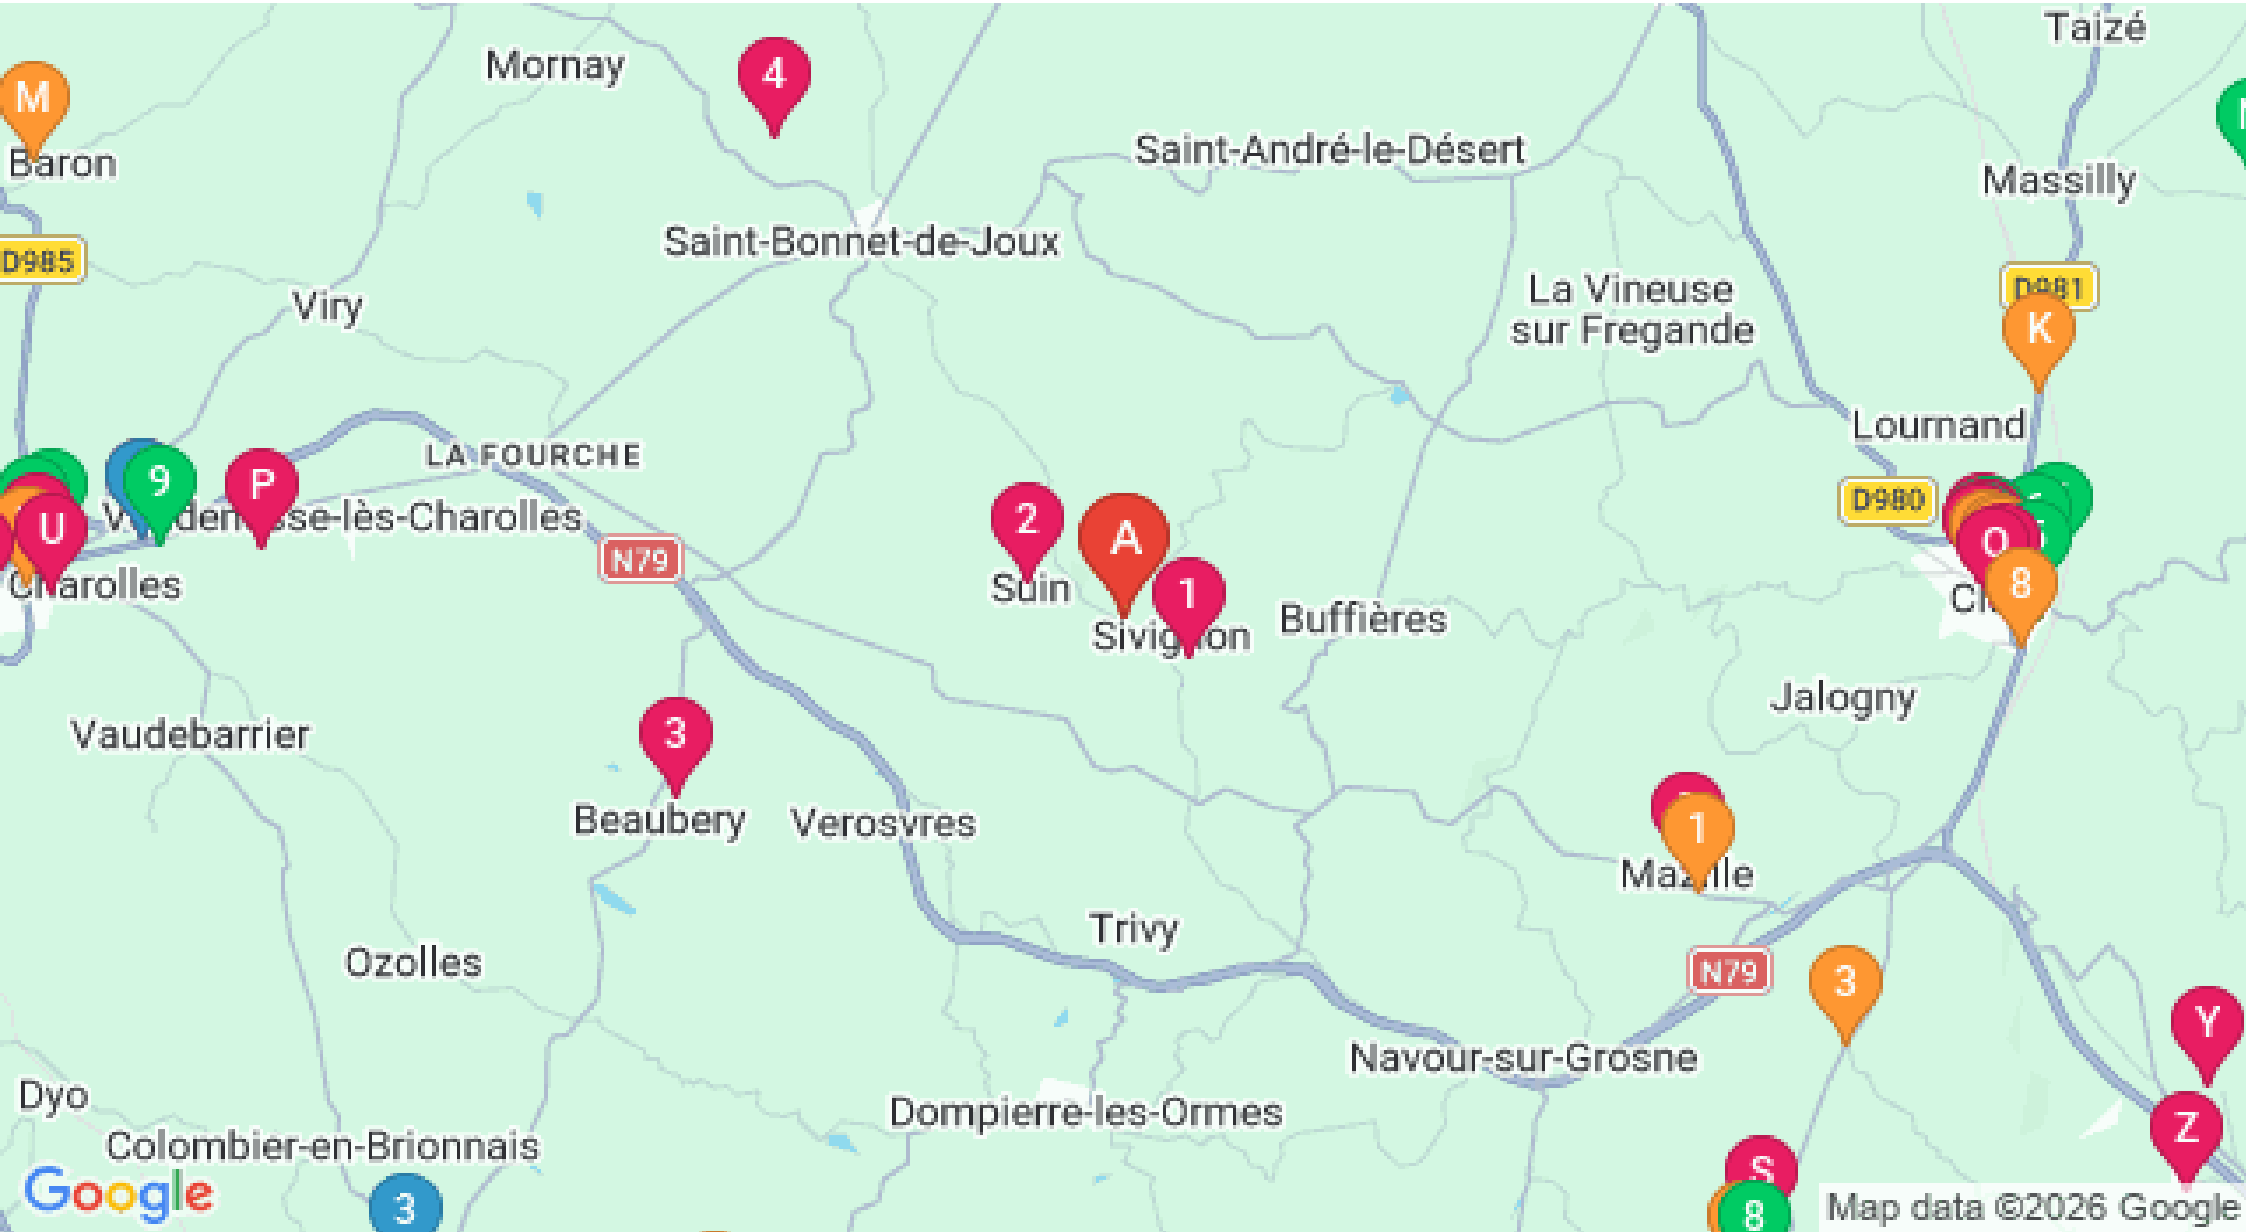 Taizé
Mornay
4
M
Saint-André-le-Désert
Baron
Massilly
Saint-Bonnet-de-Joux
D985
La Vineuse
sur Fregande
D981
Viry
K
Lournand
LA FOURCHE
9
P
D980
2
A
U
N79
O
Charolles
Suin
1
8
Buffières
Jalogny
Vaudebarrier
3
Beaubery
Verosvres
1
Trivy
Ozolles
N79
3
Y
Navour-sur-Grosne
Dyo
Dompierre-les-Ormes
Z
Colombier-en-Brionnais
S
Google
3
8
Map data ©2026 Google